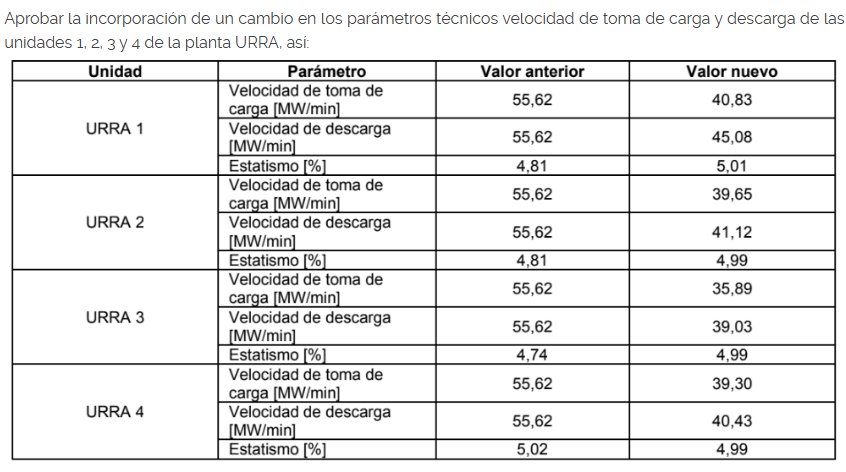 Aprobar la incorporación de un cambio en los parámetros técnicos velocidad de toma de carga y descarga de las
unidades 1, 2, 3 y 4 de la planta URRA, así:
Unidad Parámetro Valor anterior Valor nuevo
URRA 1
Velocidad de toma de
carga [MW/min] 55,62 40,83
Velocidad de descarga
[MW/min] 55,62 45,08
Estatismo [%] 4,81 5,01
URRA 2
Velocidad de toma de
carga [MW/min] 55,62 39,65
Velocidad de descarga
[MW/min] 55,62 41,12
Estatismo [%] 4,81 4,99
URRA 3
Velocidad de toma de
carga [MW/min] 55,62 35,89
Velocidad de descarga
[MW/min] 55,62 39,03
Estatismo [%] 4,74 4,99
URRA 4
Velocidad de toma de
carga [MW/min] 55,62 39,30
Velocidad de descarga
[MW/min] 55,62 40,43
Estatismo [%] 5,02 4,99